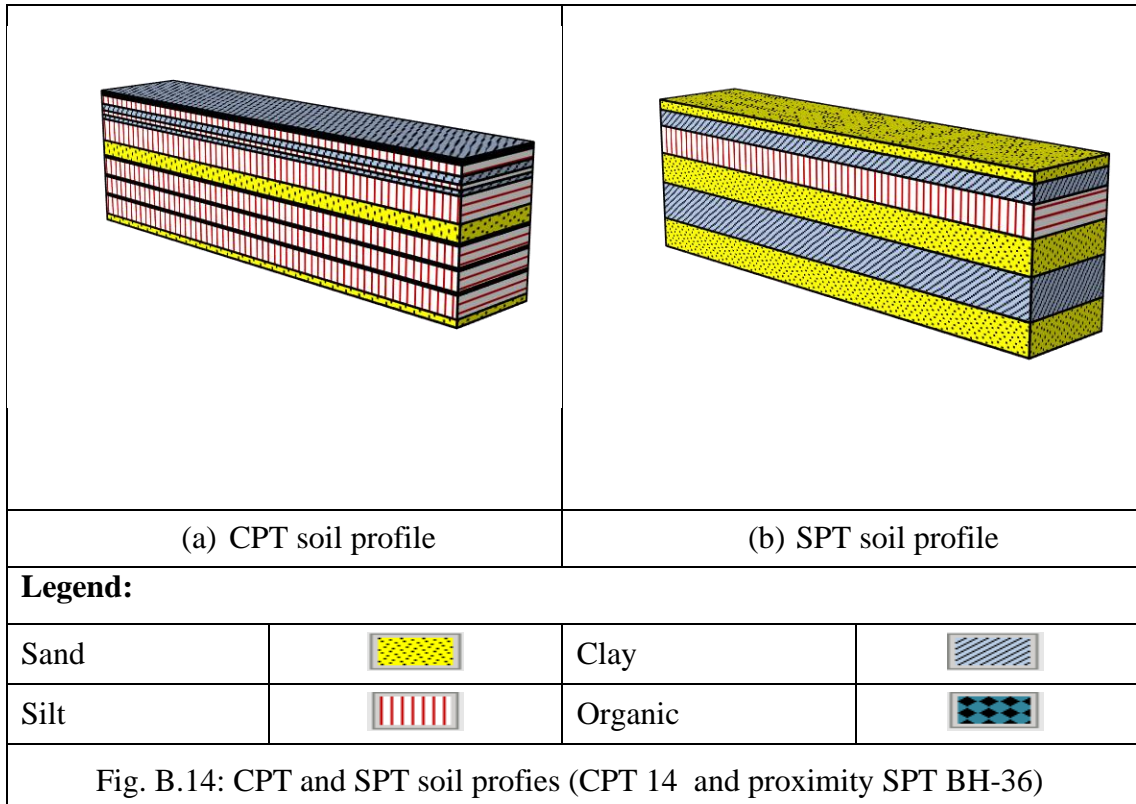 (a) CPT soil profile
(b) SPT soil profile
Legend:
Sand
Clay
Silt
Organic
Fig. B.14: CPT and SPT soil profies (CPT 14 and proximity SPT BH-36)